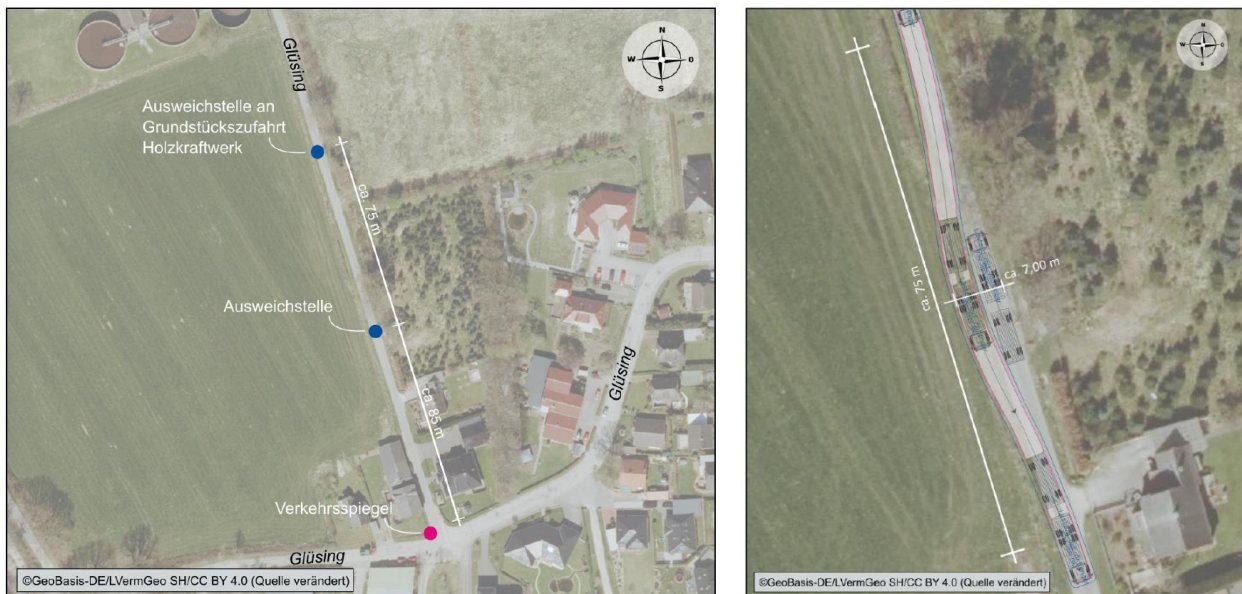 Glüsing
N
W
O
S
Ausweichstelle an
Grundstückszufahrt
Holzkraftwerk
ca. 75 m
Ausweichstelle
Glüsing
ca. 85 m
Verkehrsspiegel
Glüsing
©GeoBasis-DE/LVermGeo SH/CC BY 4.0 (Quelle verändert)
N
W
O
S
ca. 7,00 m
ca. 75 m
©GeoBasis-DE/LVermGeo SH/CC BY 4.0 (Quelle verändert)